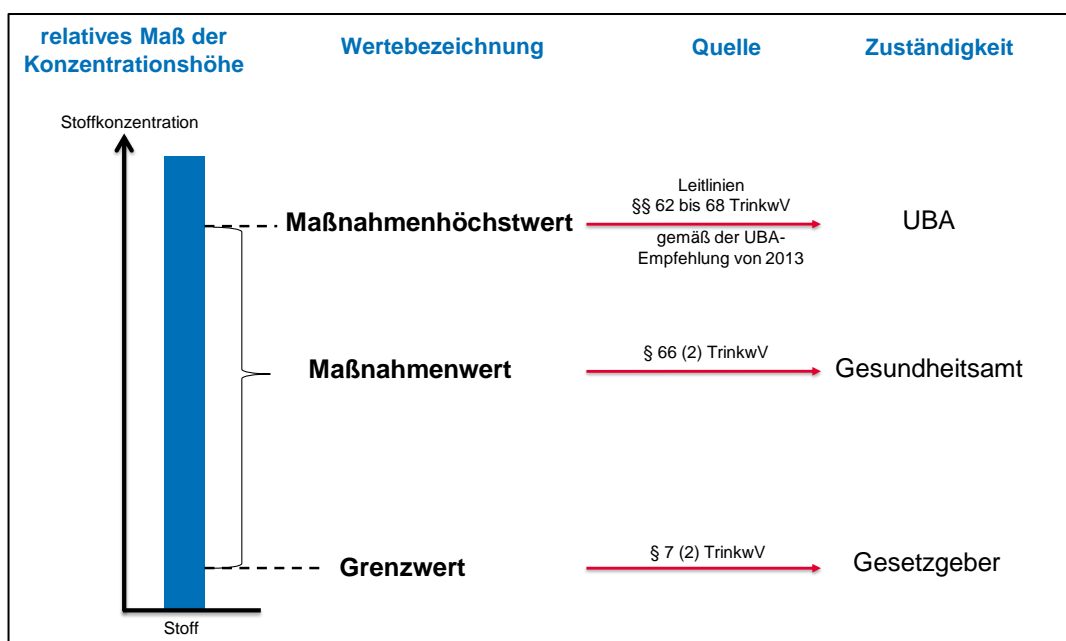 relatives Maß der
Konzentrationshöhe
Wertebezeichnung
Quelle
Zuständigkeit
Stoffkonzentration
Maßnahmenhöchstwert
Leitlinien
§§ 62 bis 68 TrinkwV
gemäß der UBA-
Empfehlung von 2013
UBA
Maßnahmenwert
§ 66 (2) TrinkwV
Gesundheitsamt
Grenzwert
§ 7 (2) TrinkwV
Gesetzgeber
Stoff